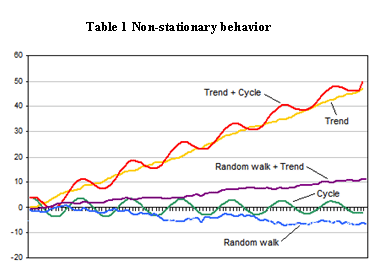 Table 1 Non-stationary behavior
60
50
40
30
20
10
0
-10
-20
Trend + Cycle
Trend
Random walk + Trend
Cycle
Random walk